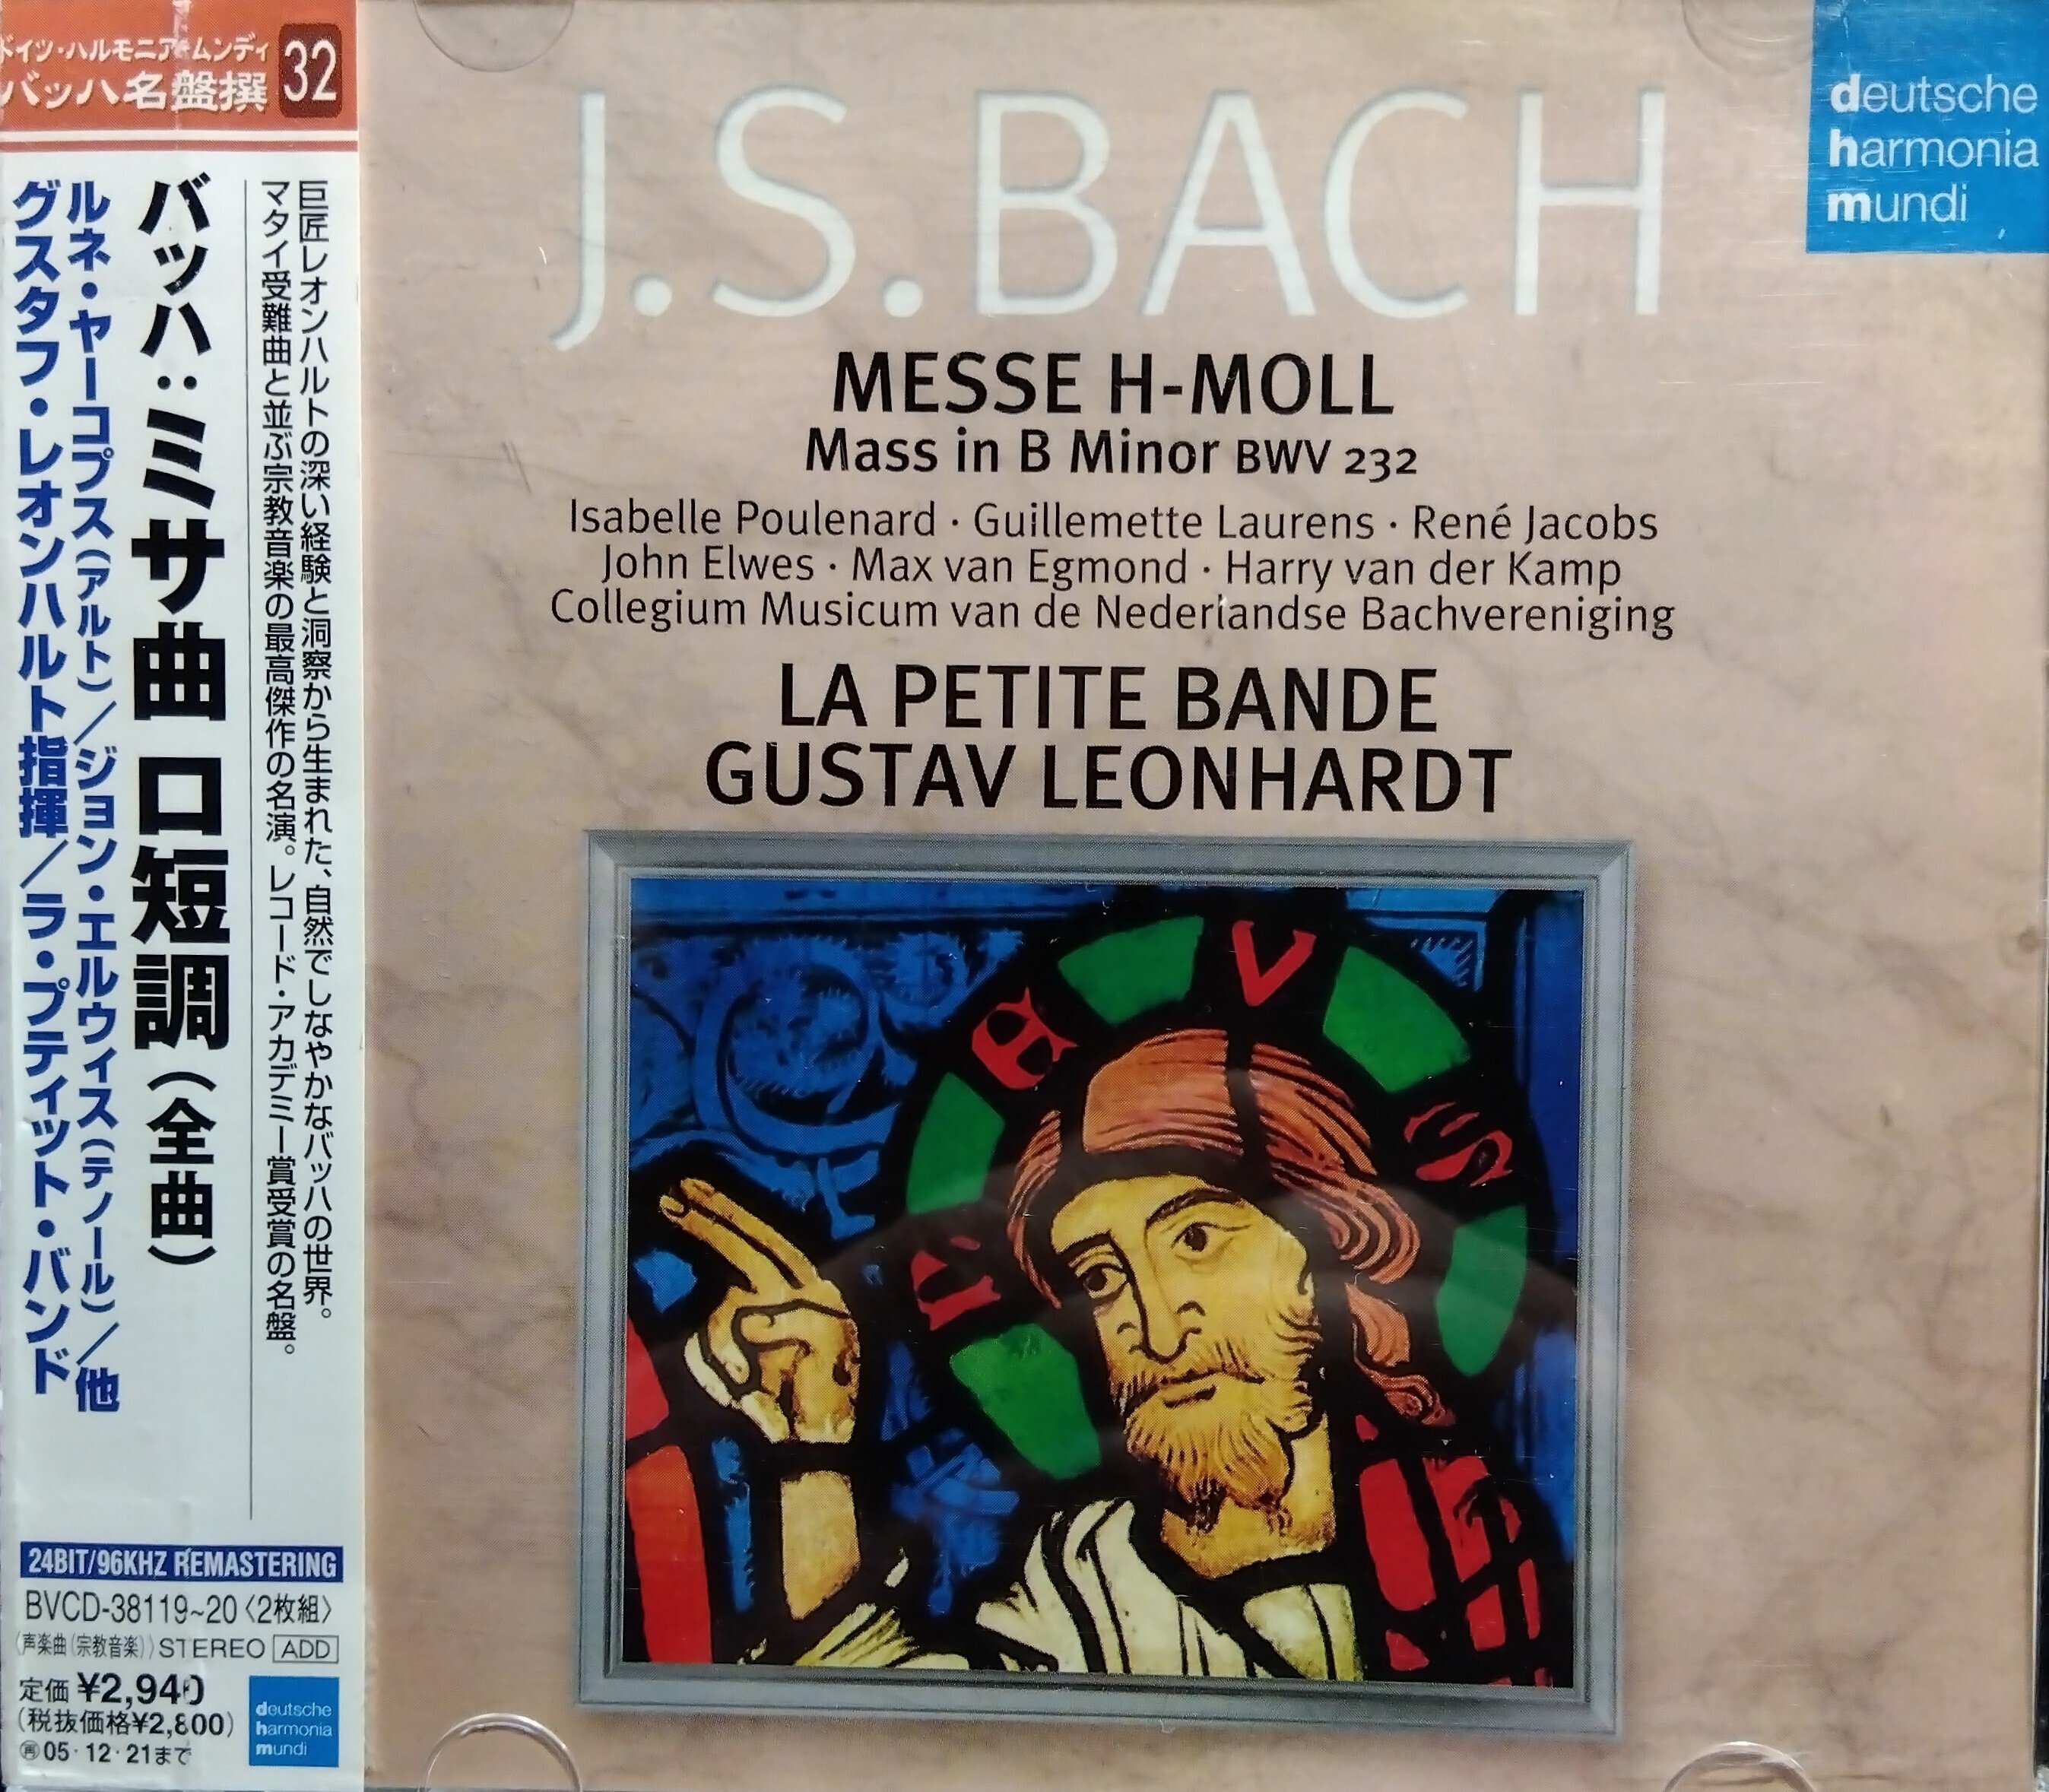 ドイツ・ハルモニア・ムンディ
バッハ名盤撰
32
巨匠レオンハルトの深い経験と洞察から生まれた、自然でしなやかなバッハの世界。
マタイ受難曲と並ぶ宗教音楽の最高傑作の名演。レコード・アカデミー賞受賞の名盤。
バッハ:ミサ曲 ロ短調(全曲)
ルネ・ヤーコプス(アルト)/ジョン・エルウィス(テノール)/他
グスタフ・レオンハルト指揮/ラ・プティット・バンド
24BIT/96KHZ REMASTERING
BVCD-38119~20〈2枚組〉
〈声楽曲(宗教音楽)〉STEREO ADD
定価 ¥2,940
(税抜価格¥2,800)
㊢05・12・21まで
deutsche
harmonia
mundi
J.S.BACH
deutsche
harmonia
mundi
MESSE H-MOLL
Mass in B Minor BWV 232
Isabelle Poulenard · Guillemette Laurens · René Jacobs
John Elwes · Max van Egmond · Harry van der Kamp
Collegium Musicum van de Nederlandse Bachvereniging
LA PETITE BANDE
GUSTAV LEONHARDT